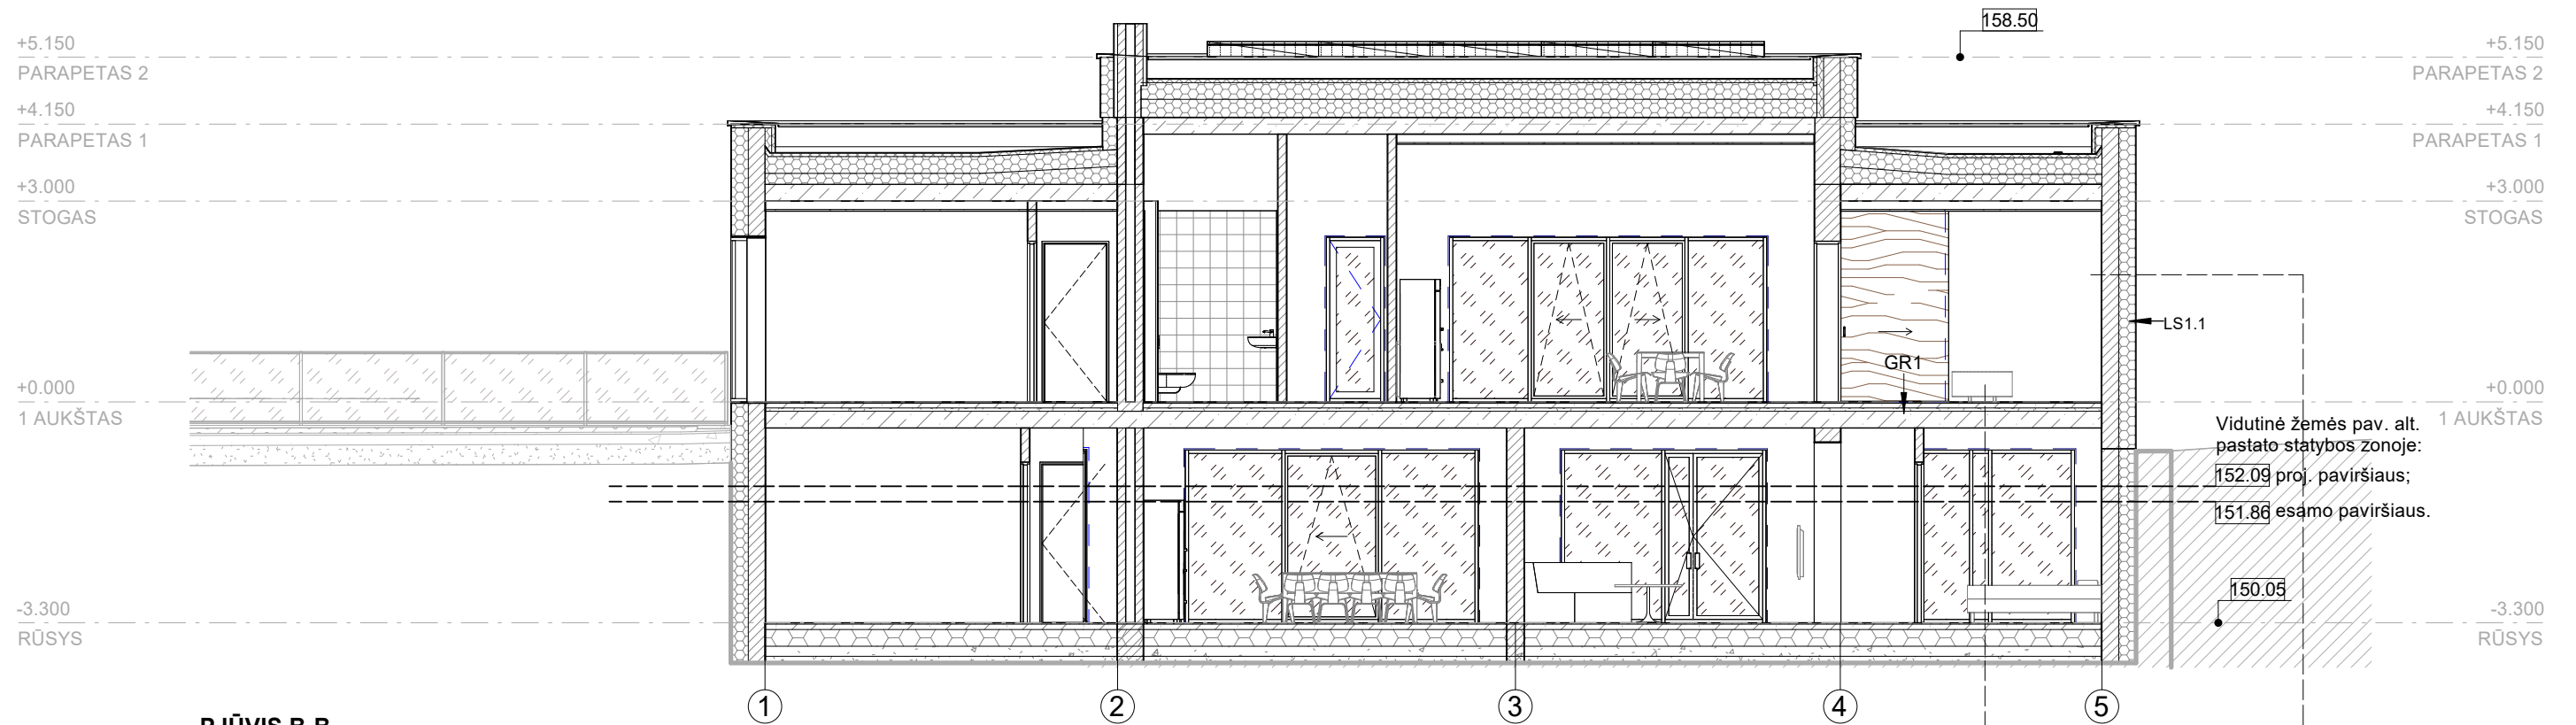 158.50
+5.150
PARAPETAS 2
+5.150
PARAPETAS 2
+4.150
PARAPETAS 1
+4.150
PARAPETAS 1
+3.000
STOGAS
+3.000
STOGAS
LS1.1
GR1
+0.000
1 AUKŠTAS
+0.000
1 AUKŠTAS
Vidutinė žemės pav. alt.
pastato statybos zonoje:
152.09 proj. paviršiaus;
151.86 esamo paviršiaus.
150.05
-3.300
RŪSYS
-3.300
RŪSYS
1 2 3 4 5
PJŪVIS B-B